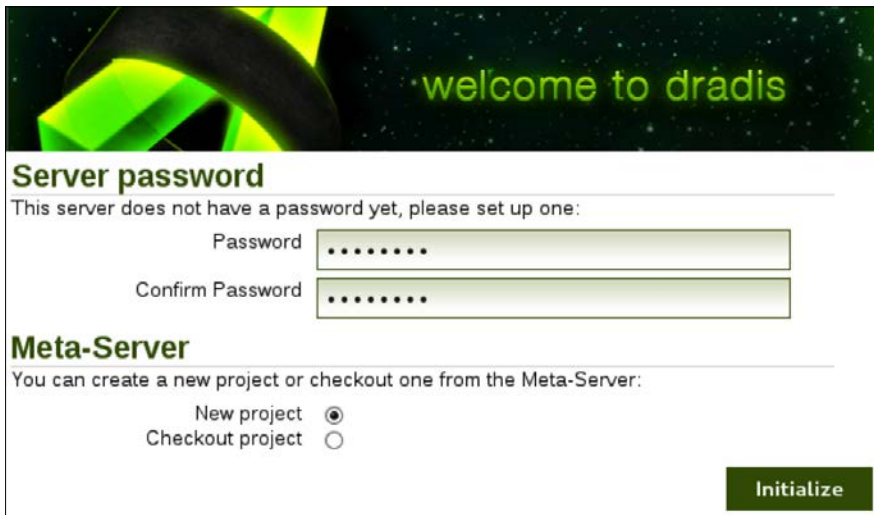 welcome to dradis
Server password
This server does not have a password yet, please set up one:
Password ••••••••
Confirm Password ••••••••
Meta-Server
You can create a new project or checkout one from the Meta-Server:
New project
Checkout project
Initialize